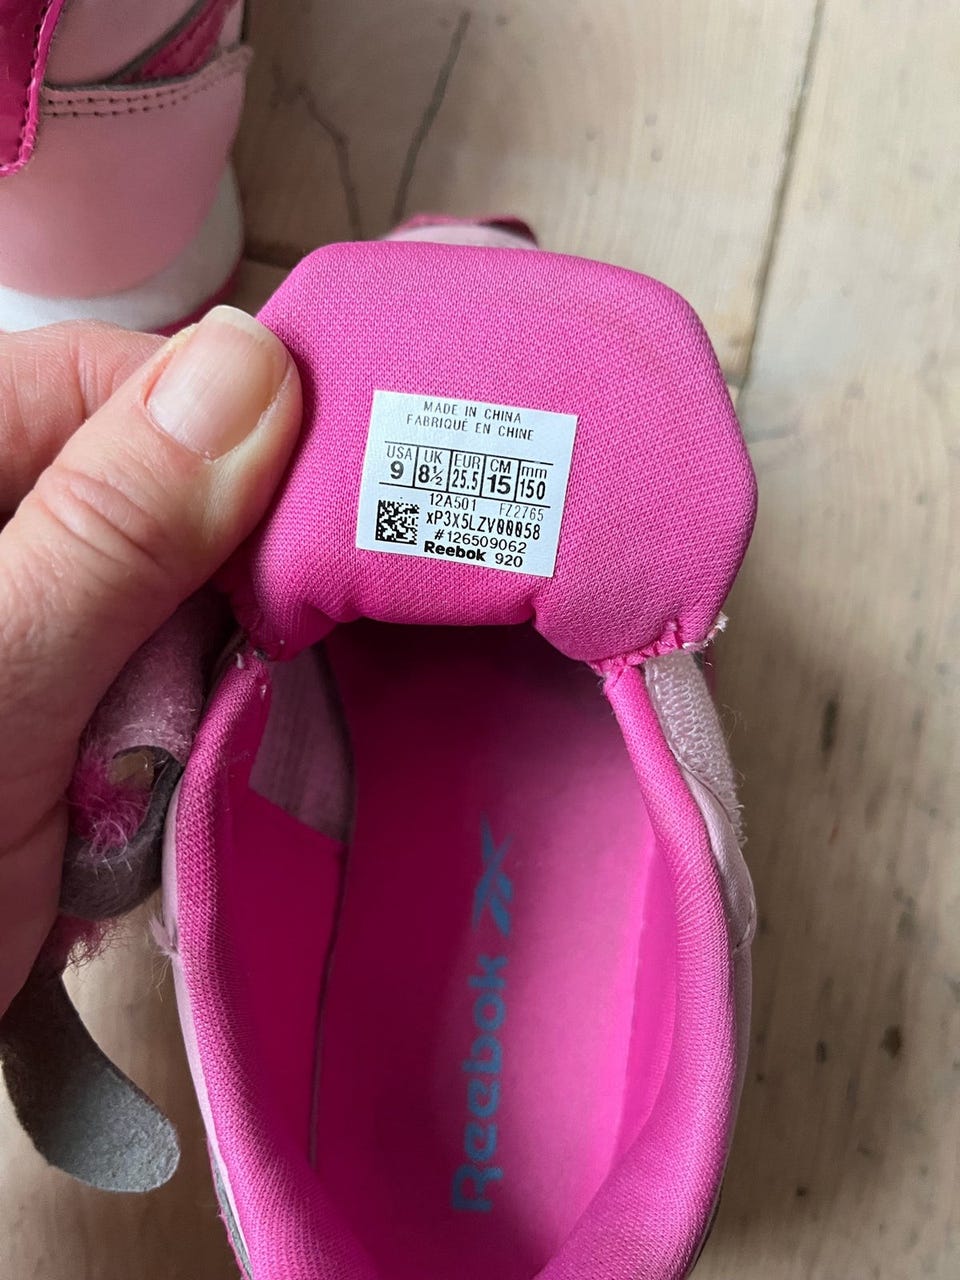 MADE IN CHINA
FABRIQUÉ EN CHINE
USA UK EUR CM mm
9 8½ 25.5 15 150
12A501 FZ2765
xP3X5LZV00058
#126509062
Reebok 920
Reebok